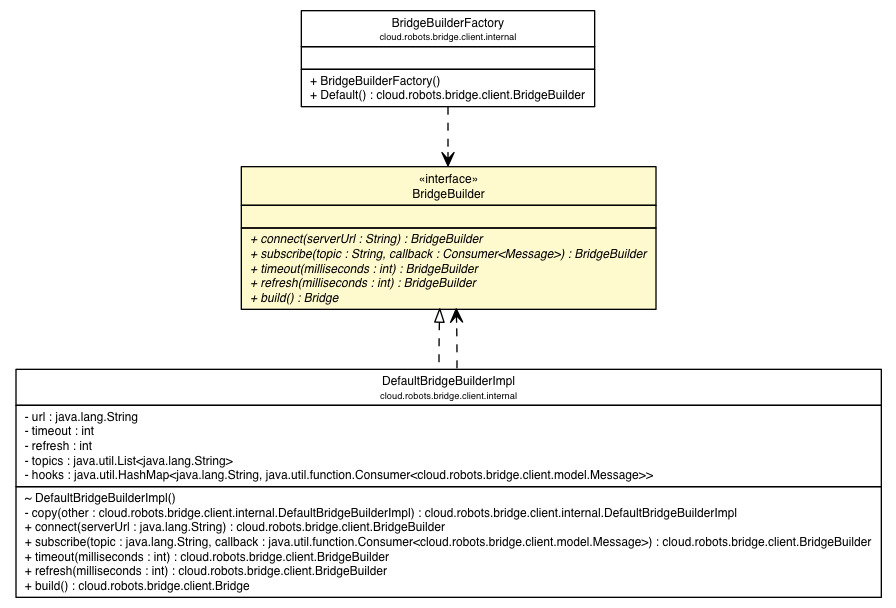 BridgeBuilderFactory
cloud.robots.bridge.client.internal
+ BridgeBuilderFactory()
+ Default() : cloud.robots.bridge.client.BridgeBuilder
«interface»
BridgeBuilder
+ connect(serverUrl : String) : BridgeBuilder
+ subscribe(topic : String, callback : Consumer<Message>) : BridgeBuilder
+ timeout(milliseconds : int) : BridgeBuilder
+ refresh(milliseconds : int) : BridgeBuilder
+ build() : Bridge
DefaultBridgeBuilderImpl
cloud.robots.bridge.client.internal
- url : java.lang.String
- timeout : int
- refresh : int
- topics : java.util.List<java.lang.String>
- hooks : java.util.HashMap<java.lang.String, java.util.function.Consumer<cloud.robots.bridge.client.model.Message>>
~ DefaultBridgeBuilderImpl()
- copy(other : cloud.robots.bridge.client.internal.DefaultBridgeBuilderImpl) : cloud.robots.bridge.client.internal.DefaultBridgeBuilderImpl
+ connect(serverUrl : java.lang.String) : cloud.robots.bridge.client.BridgeBuilder
+ subscribe(topic : java.lang.String, callback : java.util.function.Consumer<cloud.robots.bridge.client.model.Message>) : cloud.robots.bridge.client.BridgeBuilder
+ timeout(milliseconds : int) : cloud.robots.bridge.client.BridgeBuilder
+ refresh(milliseconds : int) : cloud.robots.bridge.client.BridgeBuilder
+ build() : cloud.robots.bridge.client.Bridge